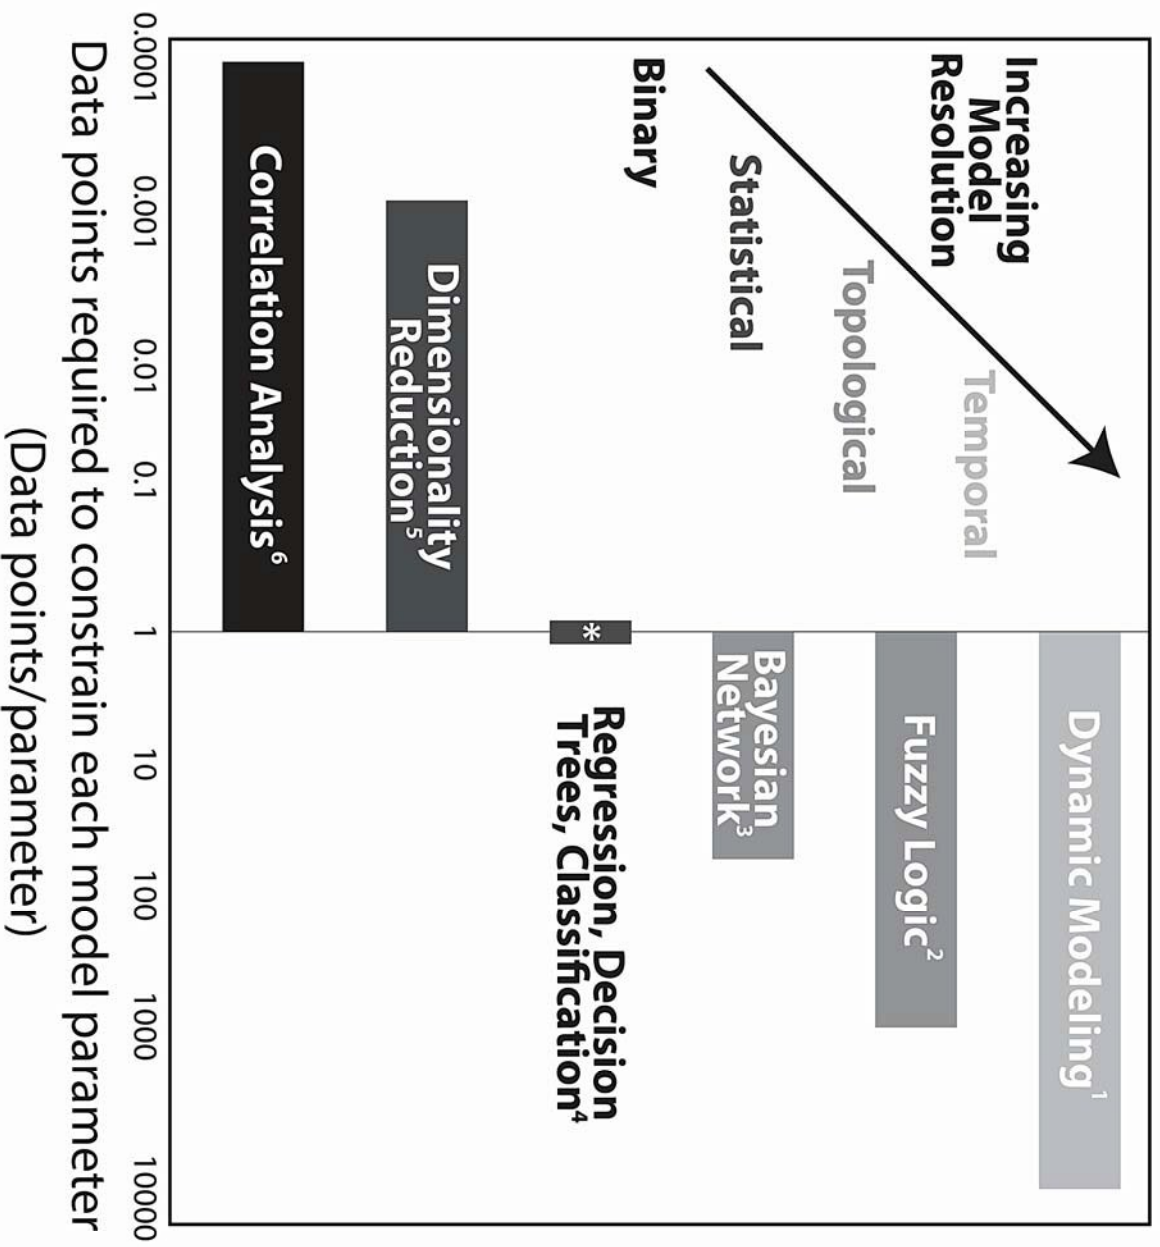 Increasing
Model
Resolution
Temporal
Topological
Statistical
Binary
Dynamic Modeling1
Fuzzy Logic2
Bayesian
Network3
*
Regression, Decision
Trees, Classification4
Dimensionality
Reduction5
Correlation Analysis6
0.0001 0.001 0.01 0.1 1 10 100 1000 10000
Data points required to constrain each model parameter
(Data points/parameter)